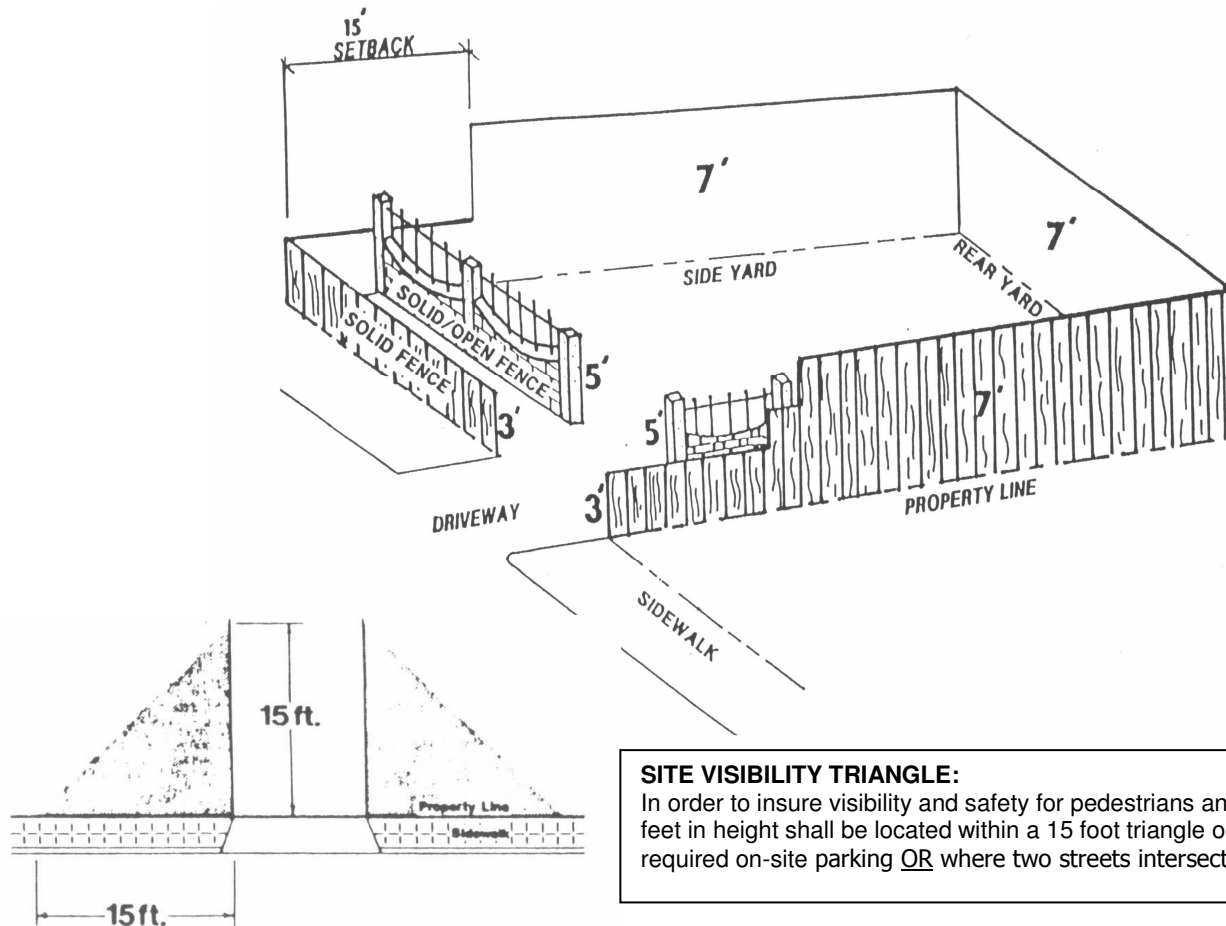 15'
SETBACK
7'
7'
SIDE YARD
REAR YARD
SOLID/OPEN FENCE
SOLID FENCE
5'
3'
5'
7'
3'
DRIVEWAY
PROPERTY LINE
SIDEWALK
15 ft.
Property Line
Sidewalk
15 ft.
SITE VISIBILITY TRIANGLE:
In order to insure visibility and safety for pedestrians an
feet in height shall be located within a 15 foot triangle o
required on-site parking OR where two streets intersect